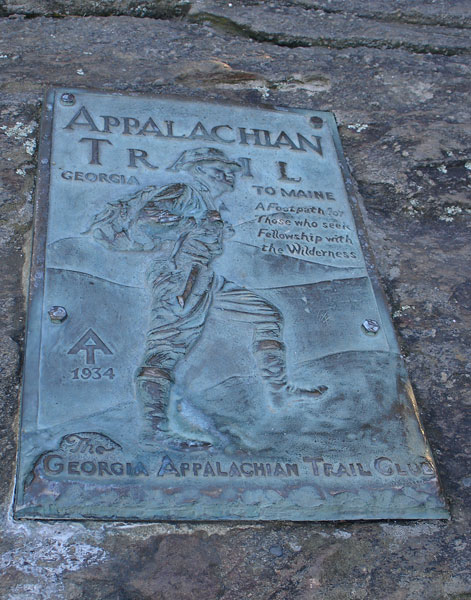 APPALACHIAN
TRAIL
GEORGIA
TO MAINE
A Footpath for
Those who seek
Fellowship with
the Wilderness
AT
1934
The
GEORGIA APPALACHIAN TRAIL CLUB